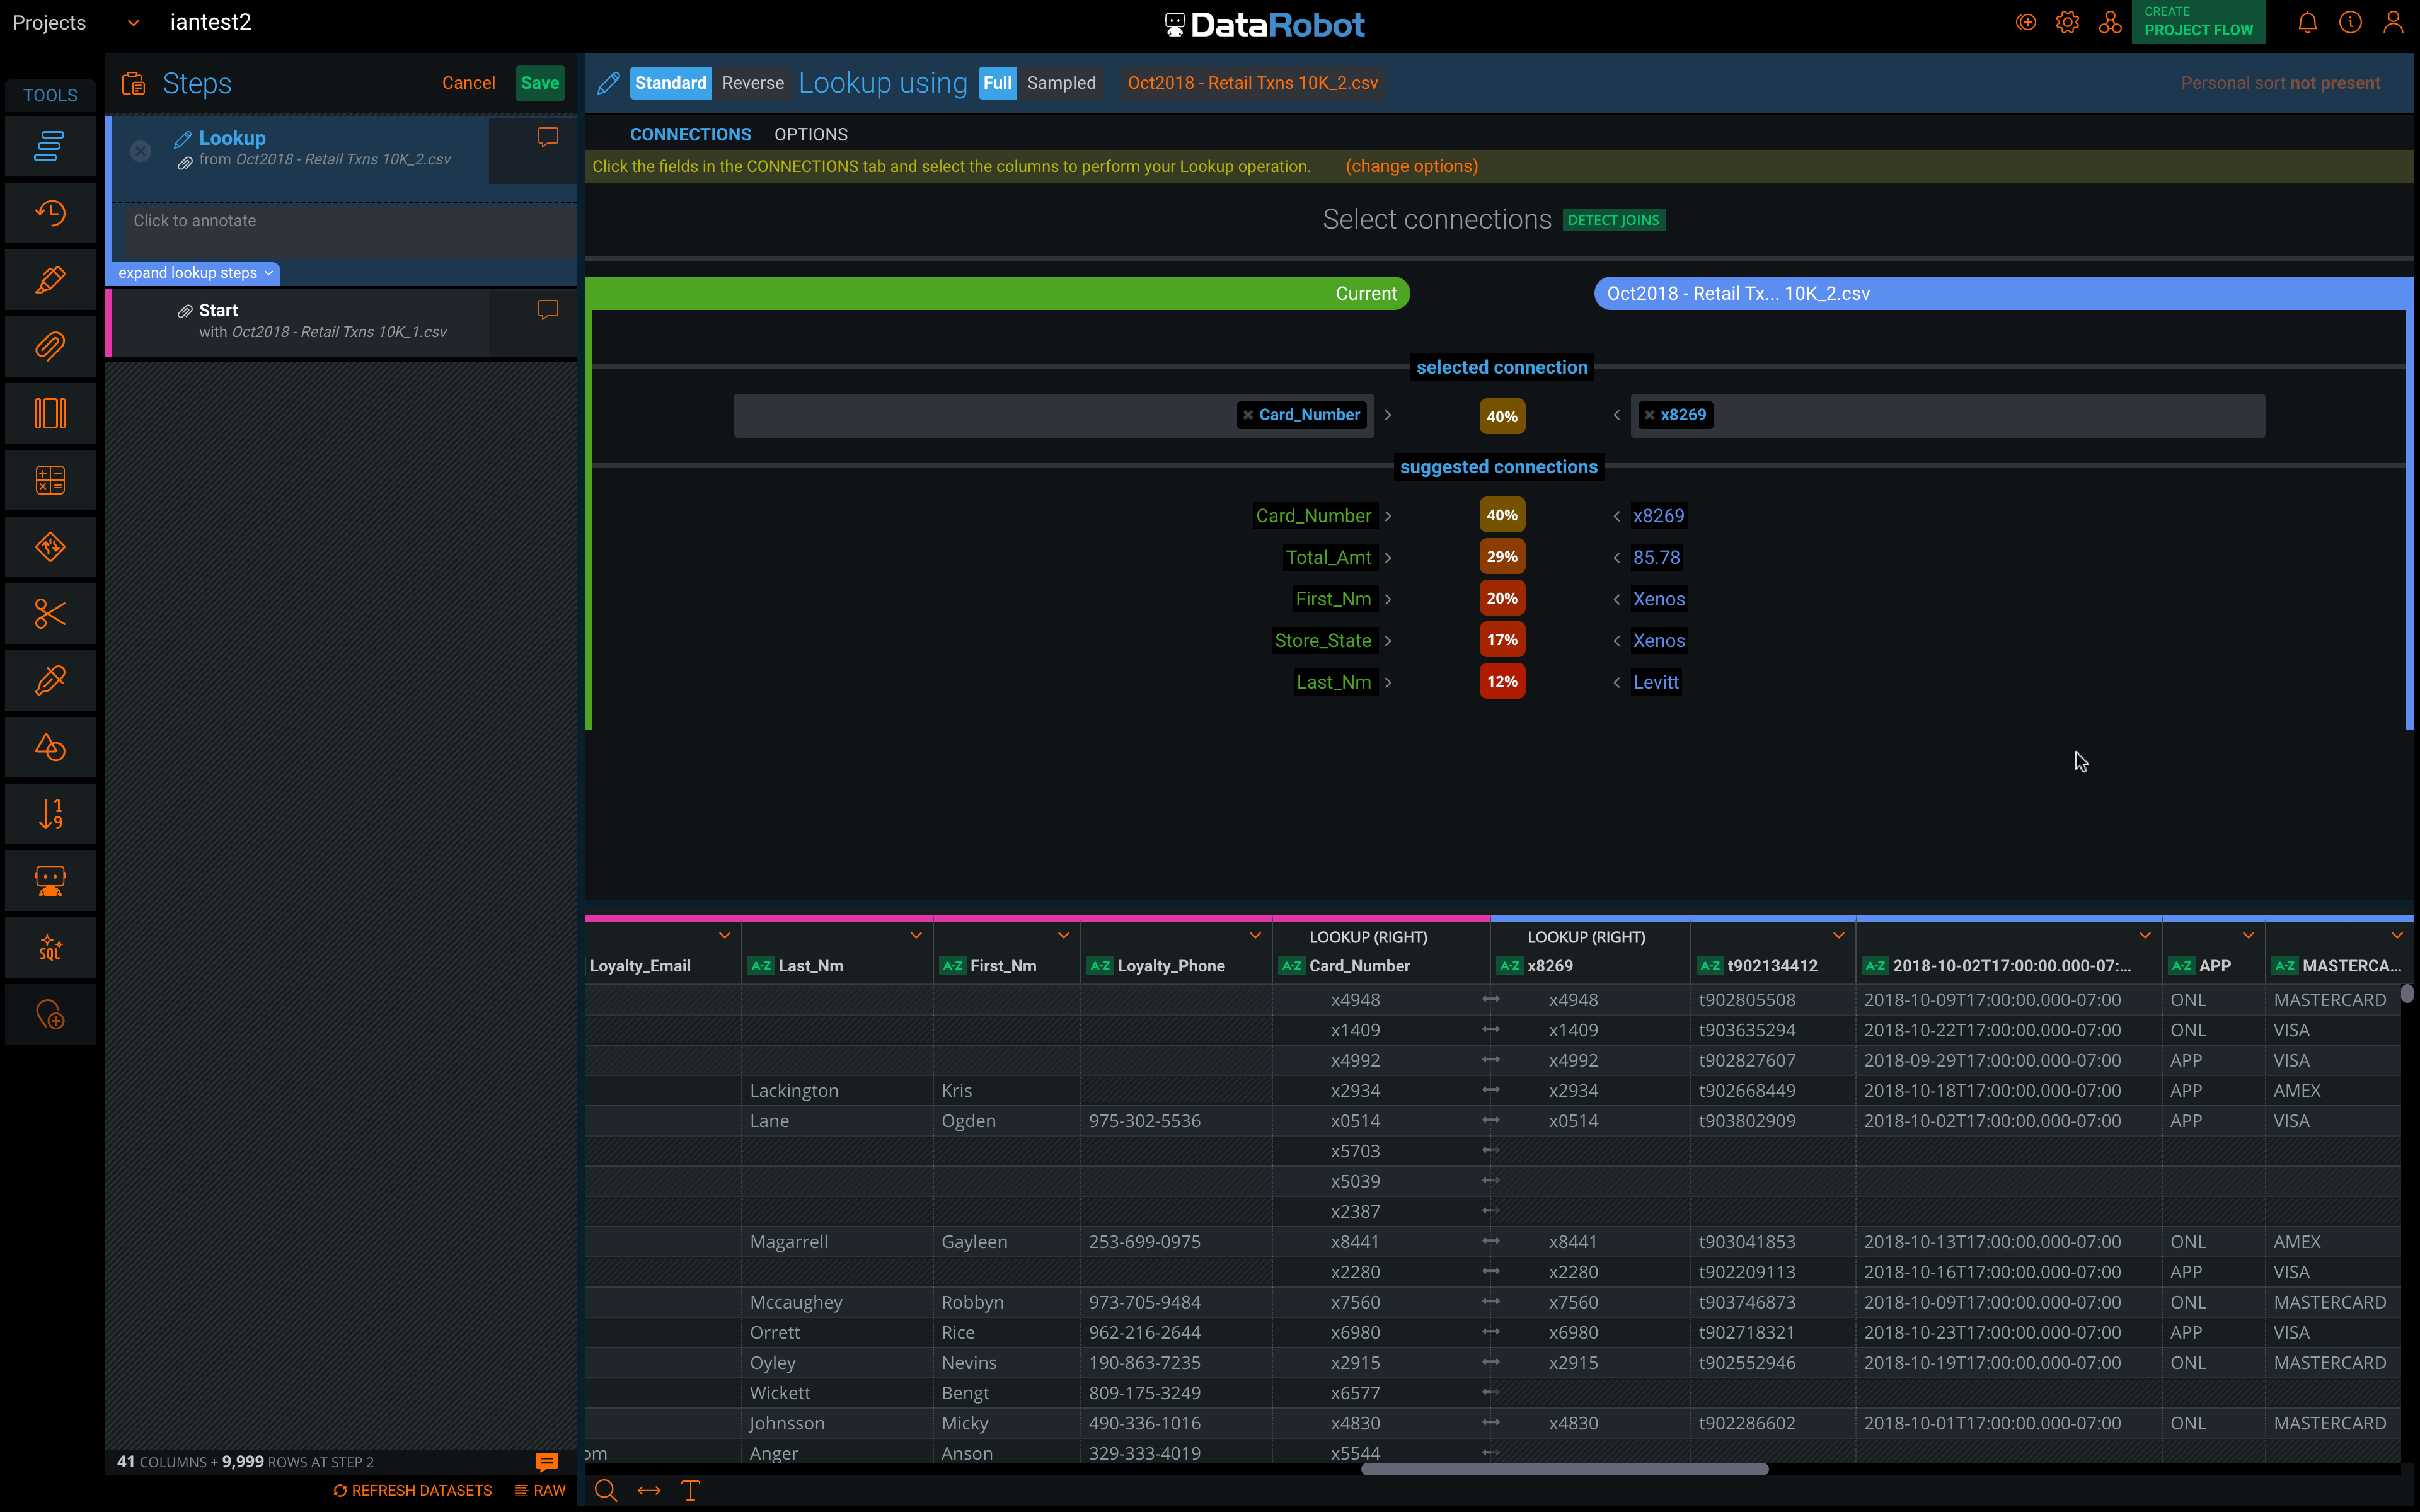 Projects iantest2 DataRobot CREATE
PROJECT FLOW
TOOLS Steps Cancel Save Standard Reverse Lookup using Full Sampled Oct2018 - Retail Txns 10K_2.csv Personal sort not present
Lookup
from Oct2018 - Retail Txns 10K_2.csv
Click to annotate
expand lookup steps
Start
with Oct2018 - Retail Txns 10K_1.csv
CONNECTIONS OPTIONS
Click the fields in the CONNECTIONS tab and select the columns to perform your Lookup operation. (change options)
Select connections DETECT JOINS
Current Oct2018 - Retail Tx... 10K_2.csv
selected connection
Card_Number 40% x8269
suggested connections
Card_Number 40% x8269
Total_Amt 29% 85.78
First_Nm 20% Xenos
Store_State 17% Xenos
Last_Nm 12% Levitt
LOOKUP (RIGHT) LOOKUP (RIGHT)
Loyalty_Email A-Z Last_Nm A-Z First_Nm A-Z Loyalty_Phone A-Z Card_Number A-Z x8269 A-Z t902134412 A-Z 2018-10-02T17:00:00.000-07:... A-Z APP A-Z MASTERCA...
x4948 x4948 t902805508 2018-10-09T17:00:00.000-07:00 ONL MASTERCARD
x1409 x1409 t903635294 2018-10-22T17:00:00.000-07:00 ONL VISA
x4992 x4992 t902827607 2018-09-29T17:00:00.000-07:00 APP VISA
Lackington Kris x2934 x2934 t902668449 2018-10-18T17:00:00.000-07:00 APP AMEX
Lane Ogden 975-302-5536 x0514 x0514 t903802909 2018-10-02T17:00:00.000-07:00 APP VISA
x5703
x5039
x2387
Magarrell Gayleen 253-699-0975 x8441 x8441 t903041853 2018-10-13T17:00:00.000-07:00 ONL AMEX
x2280 x2280 t902209113 2018-10-16T17:00:00.000-07:00 APP VISA
Mccaughey Robbyn 973-705-9484 x7560 x7560 t903746873 2018-10-09T17:00:00.000-07:00 ONL MASTERCARD
Orrett Rice 962-216-2644 x6980 x6980 t902718321 2018-10-23T17:00:00.000-07:00 APP VISA
Oyley Nevins 190-863-7235 x2915 x2915 t902552946 2018-10-19T17:00:00.000-07:00 ONL MASTERCARD
Wickett Bengt 809-175-3249 x6577
Johnsson Micky 490-336-1016 x4830 x4830 t902286602 2018-10-01T17:00:00.000-07:00 ONL MASTERCARD
om Anger Anson 329-333-4019 x5544
41 COLUMNS + 9,999 ROWS AT STEP 2
REFRESH DATASETS RAW
SQL